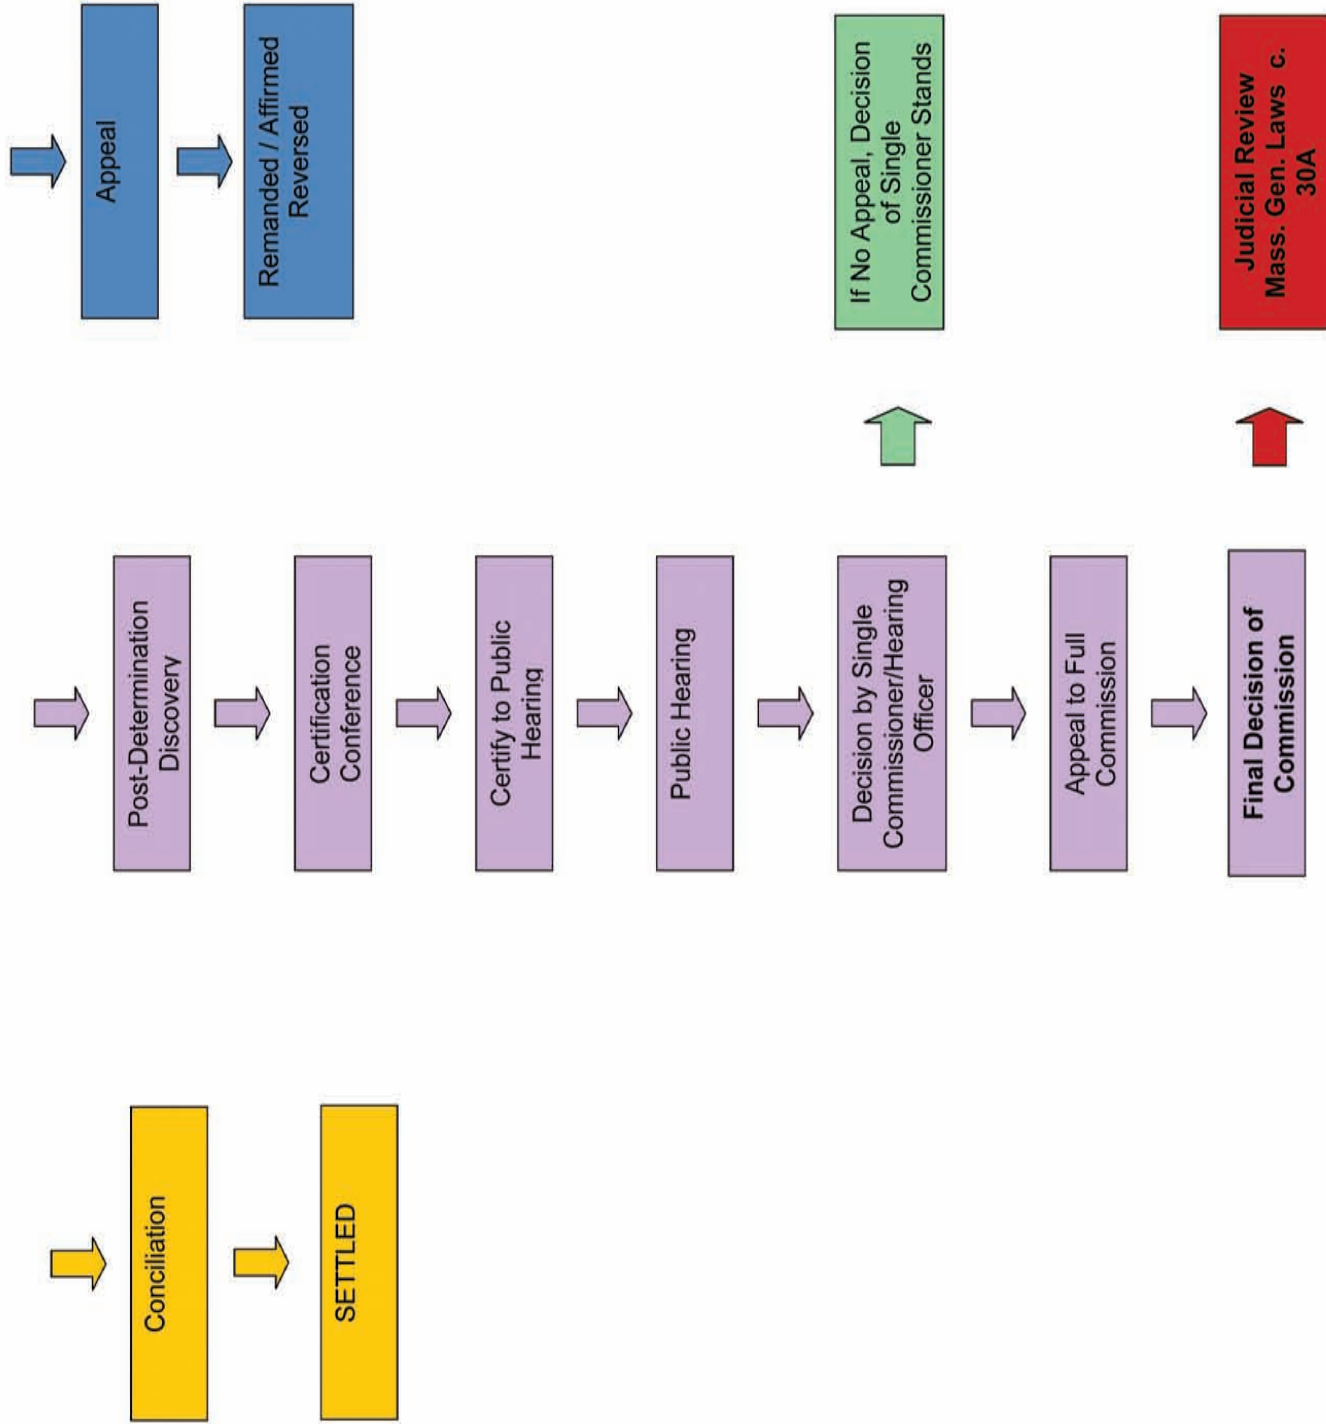 Appeal
Remanded / Affirmed
Reversed
Post-Determination
Discovery
Certification
Conference
Certify to Public
Hearing
Public Hearing
Decision by Single
Commissioner/Hearing
Officer
If No Appeal, Decision
of Single
Commissioner Stands
Appeal to Full
Commission
Final Decision of
Commission
Judicial Review
Mass. Gen. Laws c.
30A
Conciliation
SETTLED